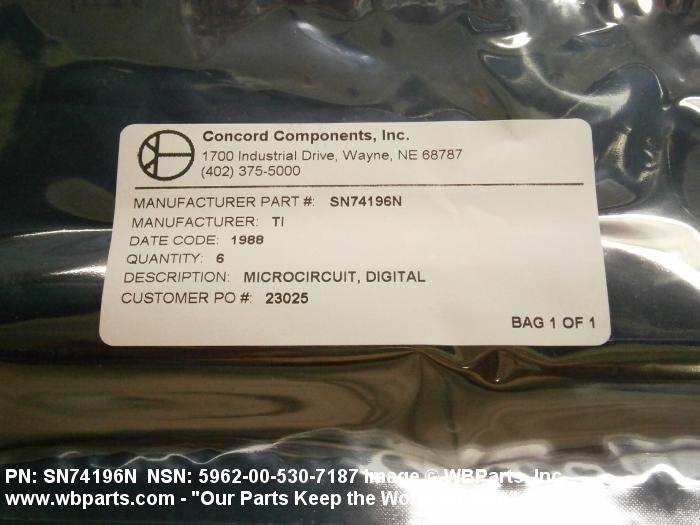 Concord Components, Inc.
1700 Industrial Drive, Wayne, NE 68787
(402) 375-5000
MANUFACTURER PART #: SN74196N
MANUFACTURER: TI
DATE CODE: 1988
QUANTITY: 6
DESCRIPTION: MICROCIRCUIT, DIGITAL
CUSTOMER PO #: 23025
BAG 1 OF 1
PN: SN74196N NSN: 5962-00-530-7187 Image © WBParts, Inc.
www.wbparts.com - "Our Parts Keep the